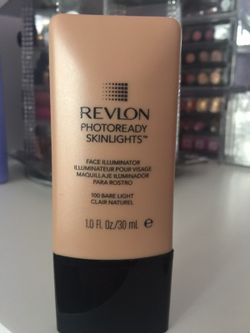 REVLON
PHOTOREADY
SKINLIGHTS™
FACE ILLUMINATOR
ILLUMINATEUR POUR VISAGE
MAQUILLAJE ILUMINADOR
PARA ROSTRO
100 BARE LIGHT
CLAIR NATUREL
1.0 Fl. Oz/30 mL e